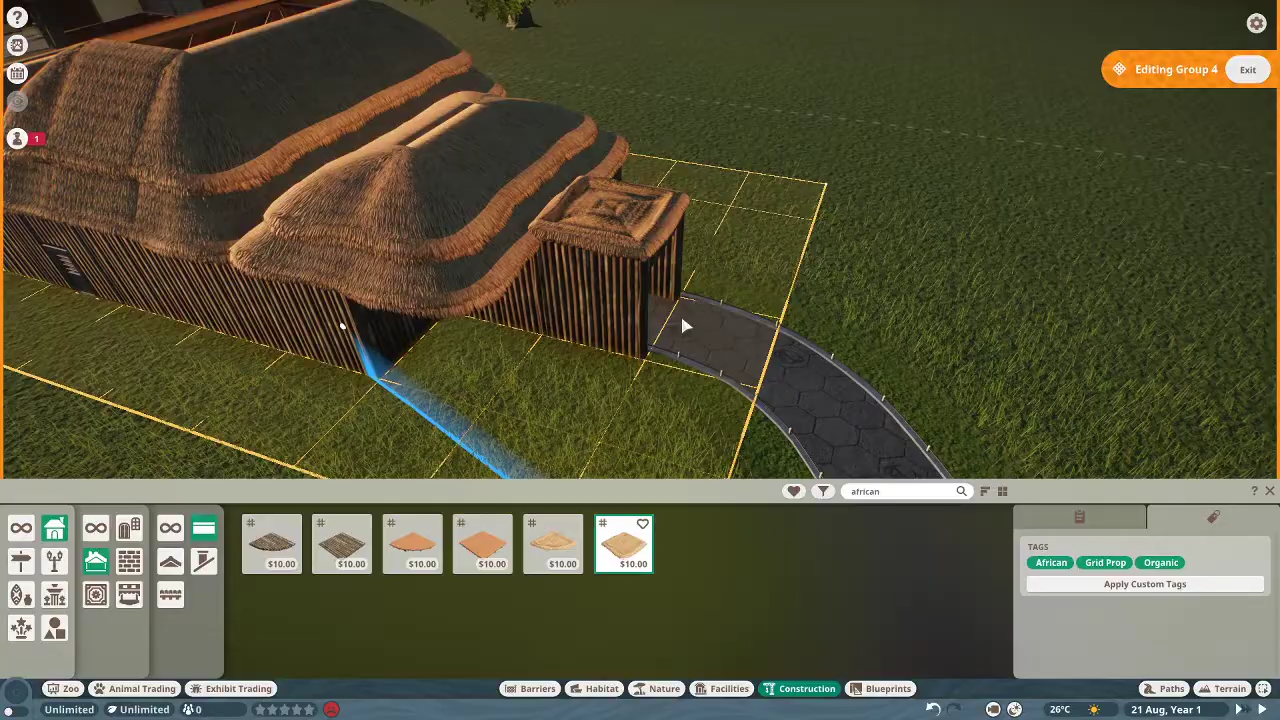 ?
Editing Group 4
Exit
1
african
? ×
# $10.00
# $10.00
# $10.00
# $10.00
# $10.00
# $10.00
TAGS
African Grid Prop Organic
Apply Custom Tags
Zoo Animal Trading Exhibit Trading Barriers Habitat Nature Facilities Construction Blueprints Paths Terrain
Unlimited Unlimited 0 26°C 21 Aug, Year 1